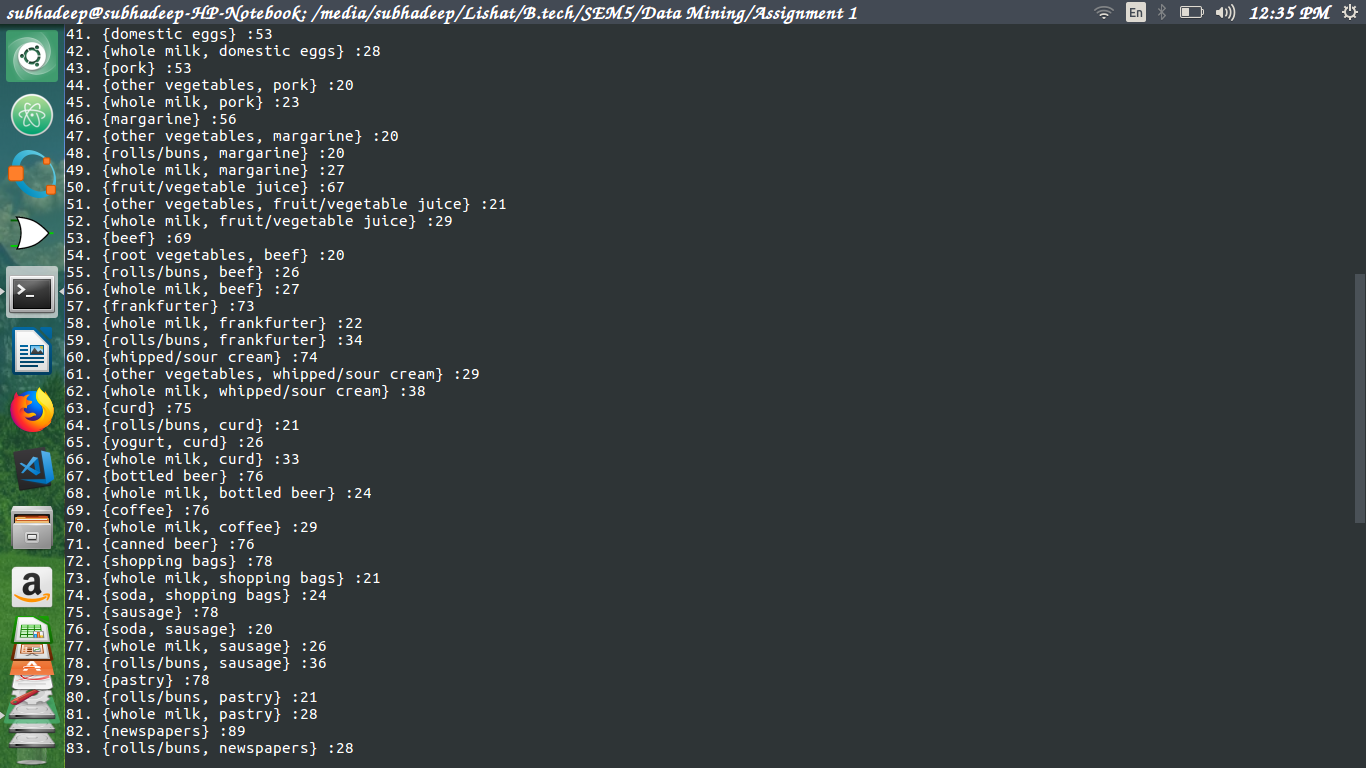 subhadeep@subhadeep-HP-Notebook: /media/subhadeep/Lishat/B.tech/SEM5/Data Mining/Assignment 1
En
12:35 PM
41. {domestic eggs} :53
42. {whole milk, domestic eggs} :28
43. {pork} :53
44. {other vegetables, pork} :20
45. {whole milk, pork} :23
46. {margarine} :56
47. {other vegetables, margarine} :20
48. {rolls/buns, margarine} :20
49. {whole milk, margarine} :27
50. {fruit/vegetable juice} :67
51. {other vegetables, fruit/vegetable juice} :21
52. {whole milk, fruit/vegetable juice} :29
53. {beef} :69
54. {root vegetables, beef} :20
55. {rolls/buns, beef} :26
56. {whole milk, beef} :27
57. {frankfurter} :73
58. {whole milk, frankfurter} :22
59. {rolls/buns, frankfurter} :34
60. {whipped/sour cream} :74
61. {other vegetables, whipped/sour cream} :29
62. {whole milk, whipped/sour cream} :38
63. {curd} :75
64. {rolls/buns, curd} :21
65. {yogurt, curd} :26
66. {whole milk, curd} :33
67. {bottled beer} :76
68. {whole milk, bottled beer} :24
69. {coffee} :76
70. {whole milk, coffee} :29
71. {canned beer} :76
72. {shopping bags} :78
73. {whole milk, shopping bags} :21
74. {soda, shopping bags} :24
75. {sausage} :78
76. {soda, sausage} :20
77. {whole milk, sausage} :26
78. {rolls/buns, sausage} :36
79. {pastry} :78
80. {rolls/buns, pastry} :21
81. {whole milk, pastry} :28
82. {newspapers} :89
83. {rolls/buns, newspapers} :28